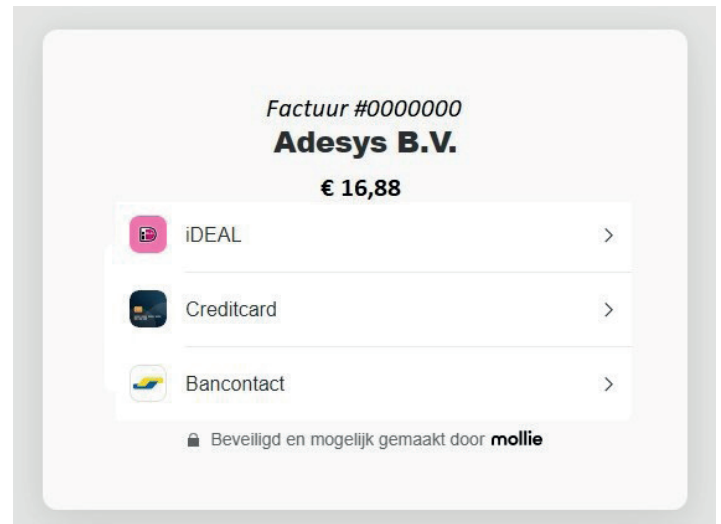 Factuur #0000000
Adesys B.V.
€ 16,88
iDEAL
Creditcard
Bancontact
Beveiligd en mogelijk gemaakt door mollie